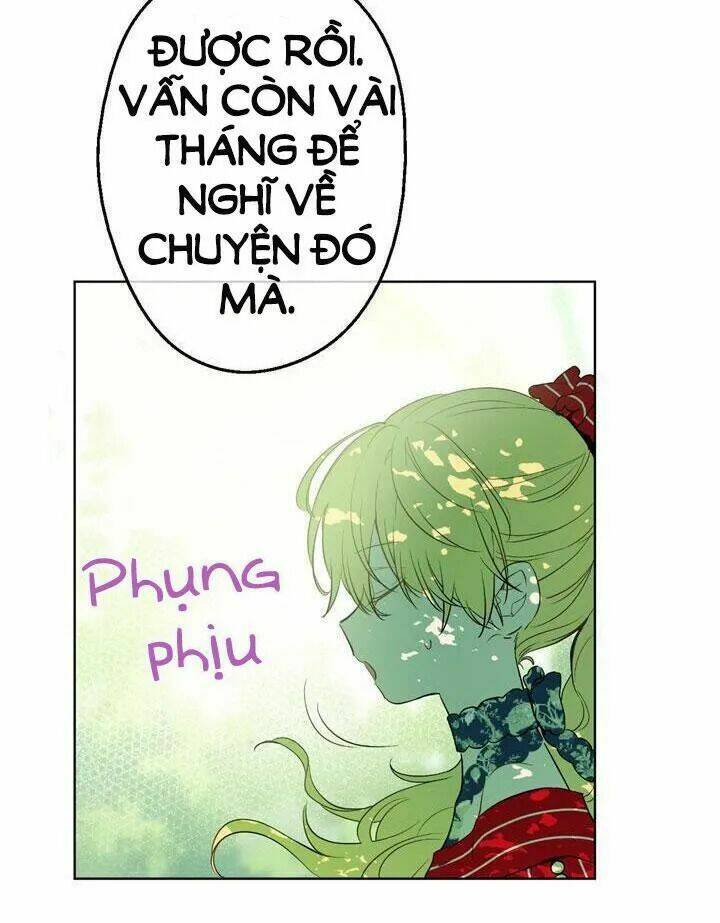 ĐƯỢC RỒI.
VẪN CÒN VÀI
THÁNG ĐỂ
NGHĨ VỀ
CHUYỆN ĐÓ
MÀ.
Phụng
phịu